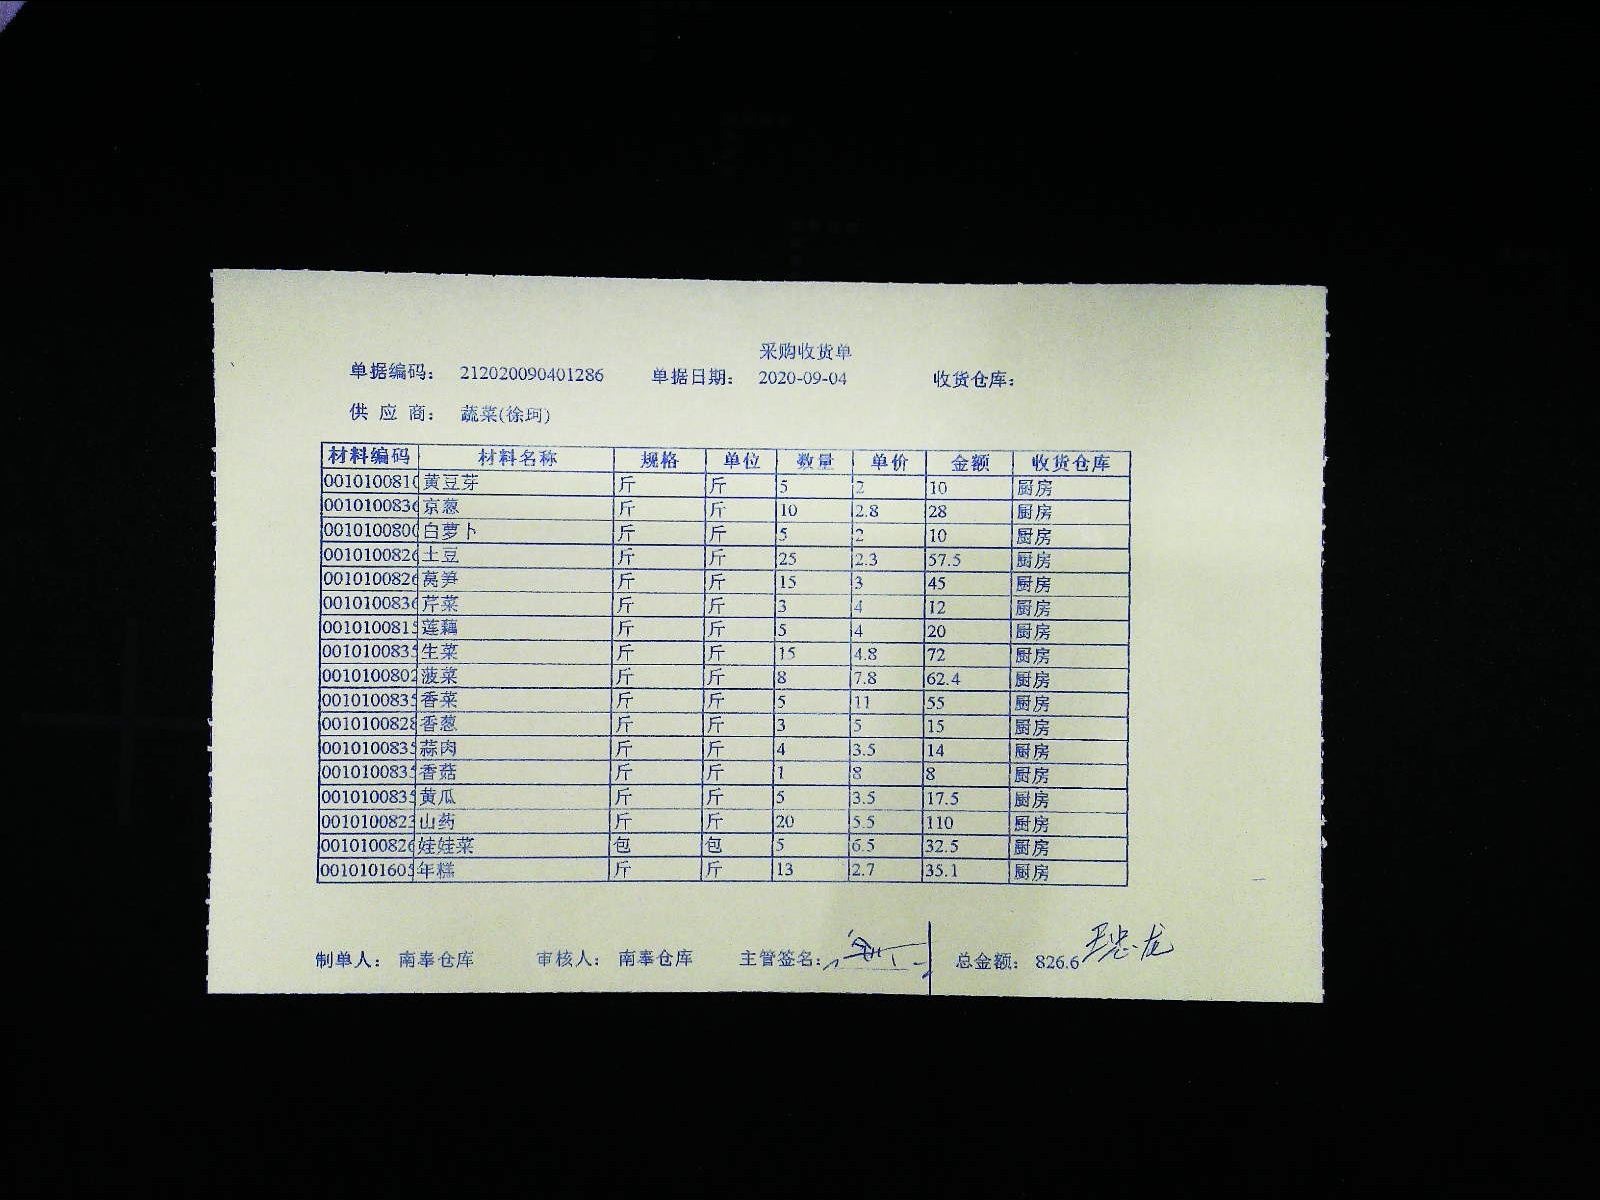 采购收货单
单据编码： 212020090401286 单据日期： 2020-09-04 收货仓库：
供 应 商： 蔬菜(徐珂)
材料编码 材料名称 规格 单位 数量 单价 金额 收货仓库
001010081 黄豆芽 斤 斤 5 2 10 厨房
001010083 京葱 斤 斤 10 2.8 28 厨房
001010080 白萝卜 斤 斤 5 2 10 厨房
001010082 土豆 斤 斤 25 2.3 57.5 厨房
001010082 莴笋 斤 斤 15 3 45 厨房
001010083 芹菜 斤 斤 3 4 12 厨房
001010081 莲藕 斤 斤 5 4 20 厨房
001010083 生菜 斤 斤 15 4.8 72 厨房
0010100802 菠菜 斤 斤 8 7.8 62.4 厨房
001010083 香菜 斤 斤 5 11 55 厨房
0010100828 香葱 斤 斤 3 5 15 厨房
001010083 蒜肉 斤 斤 4 3.5 14 厨房
001010083 香菇 斤 斤 1 8 8 厨房
001010083 黄瓜 斤 斤 5 3.5 17.5 厨房
001010082 山药 斤 斤 20 5.5 110 厨房
001010082 娃娃菜 包 包 5 6.5 32.5 厨房
001010160 年糕 斤 斤 13 2.7 35.1 厨房
制单人： 南奉仓库 审核人： 南奉仓库 主管签名： 总金额： 826.6